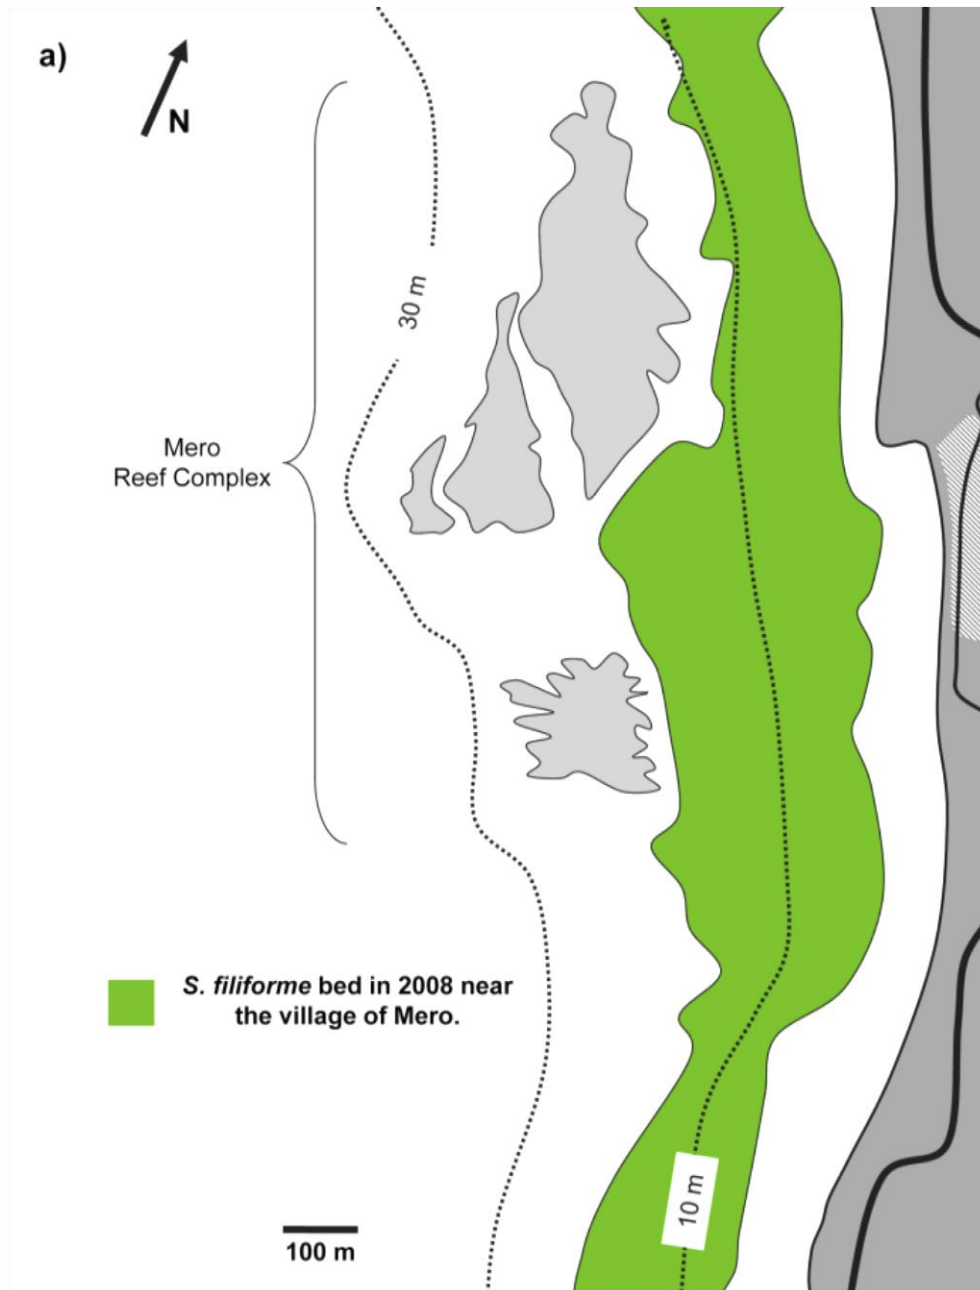 a)
N
30 m
Mero
Reef Complex
S. filiforme bed in 2008 near
the village of Mero.
10 m
100 m